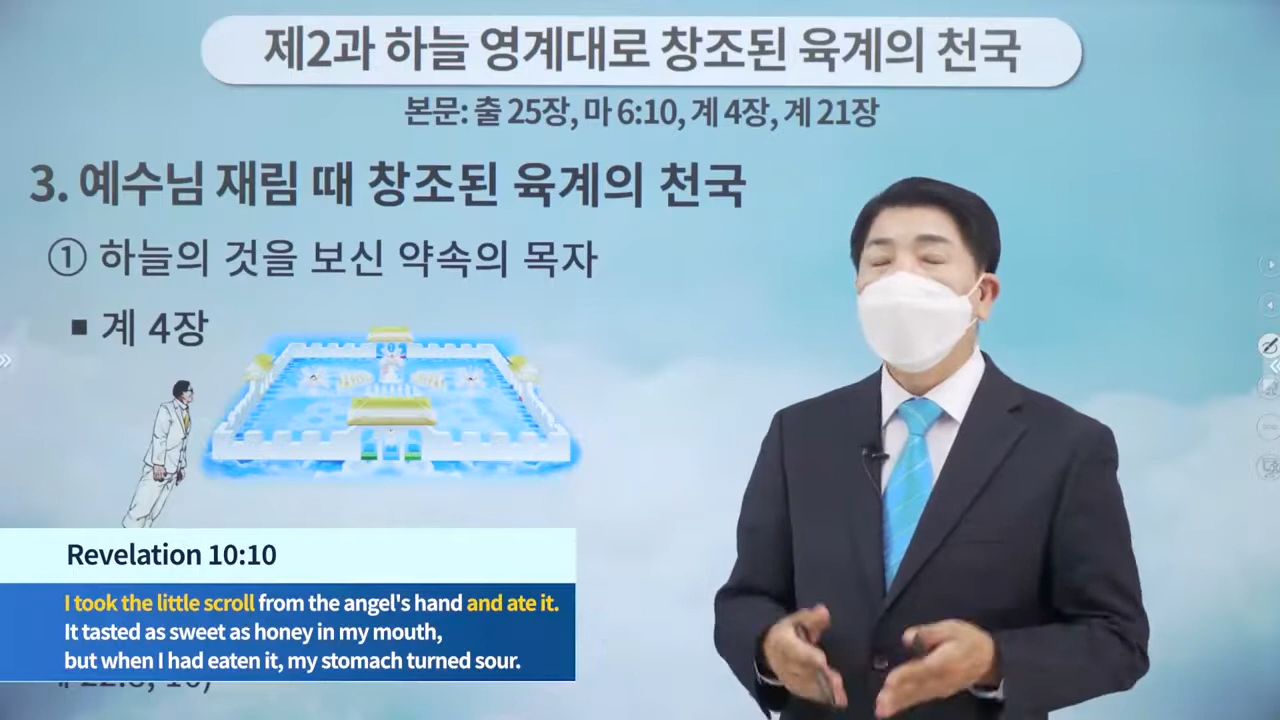 제2과 하늘 영계대로 창조된 육계의 천국
본문: 출 25장, 마 6:10, 계 4장, 계 21장
3. 예수님 재림 때 창조된 육계의 천국
① 하늘의 것을 보신 약속의 목자
■ 계 4장
Revelation 10:10
I took the little scroll from the angel's hand and ate it.
It tasted as sweet as honey in my mouth,
but when I had eaten it, my stomach turned sour.